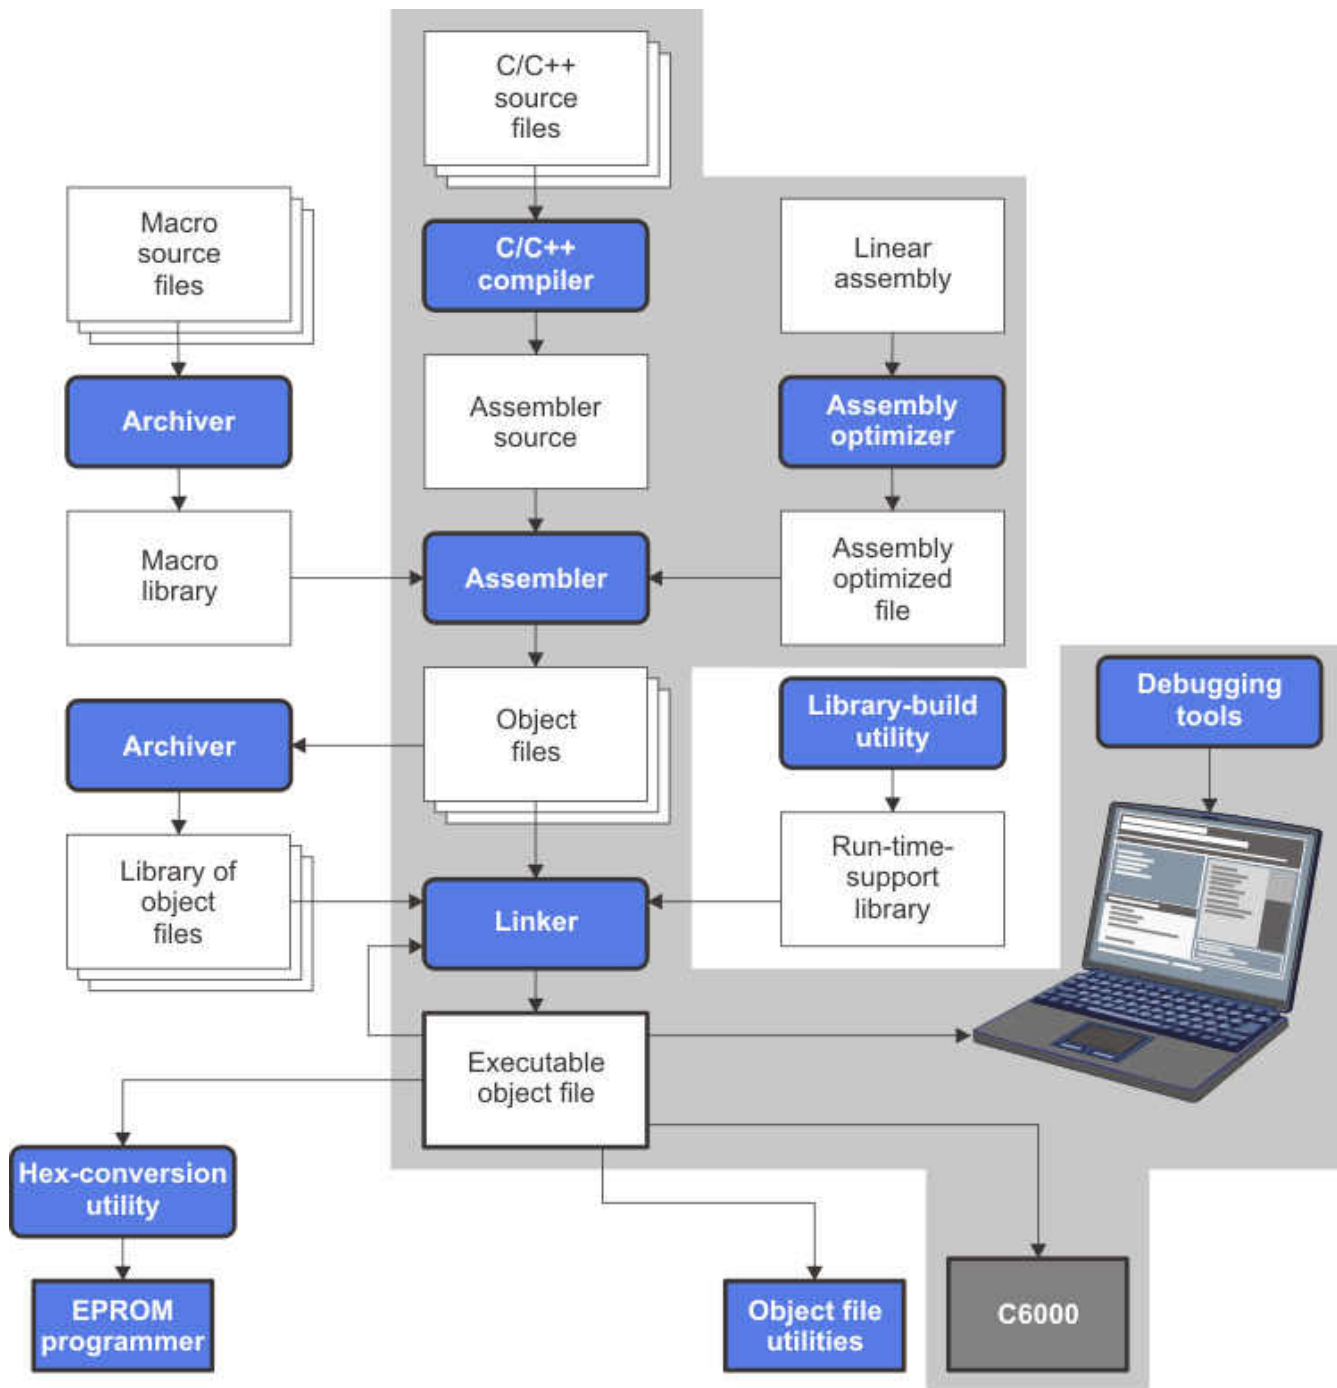 C/C++
source
files
Macro
source
files
C/C++
compiler
Linear
assembly
Archiver
Assembler
source
Assembly
optimizer
Macro
library
Assembler
Assembly
optimized
file
Archiver
Object
files
Library-build
utility
Debugging
tools
Library of
object
files
Linker
Run-time-
support
library
Executable
object file
Hex-conversion
utility
EPROM
programmer
Object file
utilities
C6000